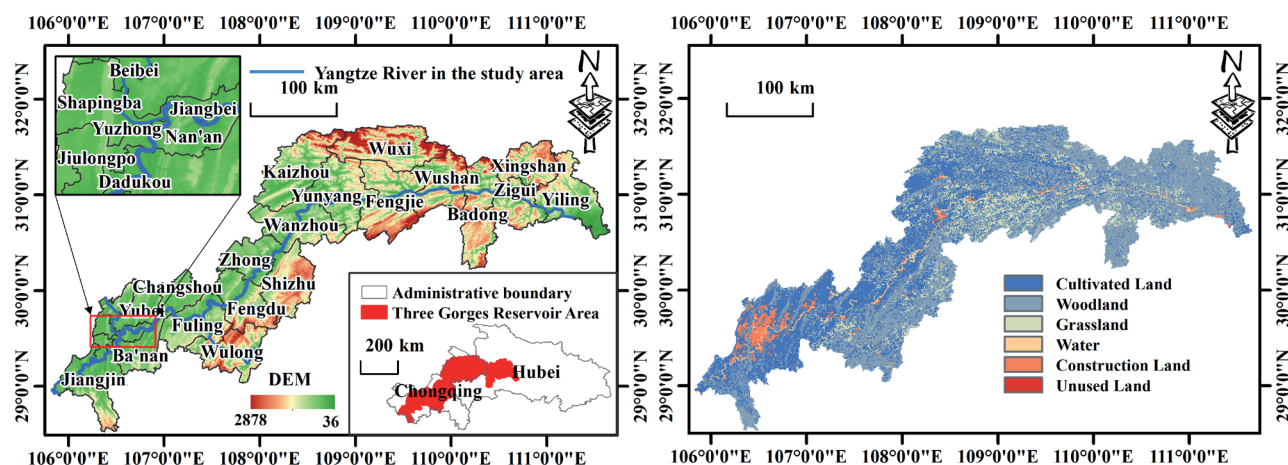 106°0'0"E 107°0'0"E 108°0'0"E 109°0'0"E 110°0'0"E 111°0'0"E
32°0'0"N
31°0'0"N
30°0'0"N
29°0'0"N
Beibei
Shapingba
Jiangbei
Yuzhong
Nan'an
Jiulongpo
Dadukou
Yangtze River in the study area
100 km
N
Wuxi
Kaizhou
Xingshan
Wushan
Yunyang
Zigui
Fengjie
Yiling
Badong
Wanzhou
Zhong
Shizhu
Changshou
Yubei
Fengdu
Fuling
Ba'nan
Wulong
Jiangjin
DEM
2878 36
Administrative boundary
Three Gorges Reservoir Area
200 km
Hubei
Chongqing
32°0'0"N
31°0'0"N
30°0'0"N
29°0'0"N
106°0'0"E 107°0'0"E 108°0'0"E 109°0'0"E 110°0'0"E 111°0'0"E
106°0'0"E 107°0'0"E 108°0'0"E 109°0'0"E 110°0'0"E 111°0'0"E
32°0'0"N
31°0'0"N
30°0'0"N
29°0'0"N
100 km
N
Cultivated Land
Woodland
Grassland
Water
Construction Land
Unused Land
32°0'0"N
31°0'0"N
30°0'0"N
29°0'0"N
106°0'0"E 107°0'0"E 108°0'0"E 109°0'0"E 110°0'0"E 111°0'0"E